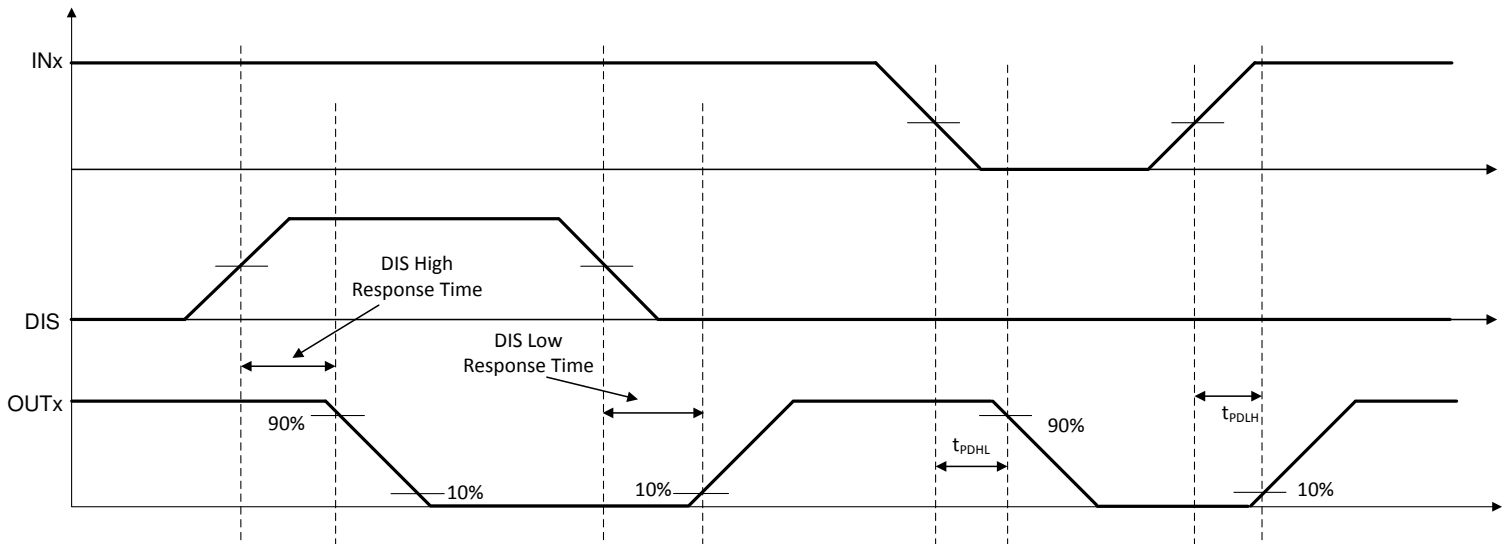 INx
DIS High
Response Time
DIS
DIS Low
Response Time
OUTx
90%
10%
10%
tPDHL
90%
tPDLH
10%